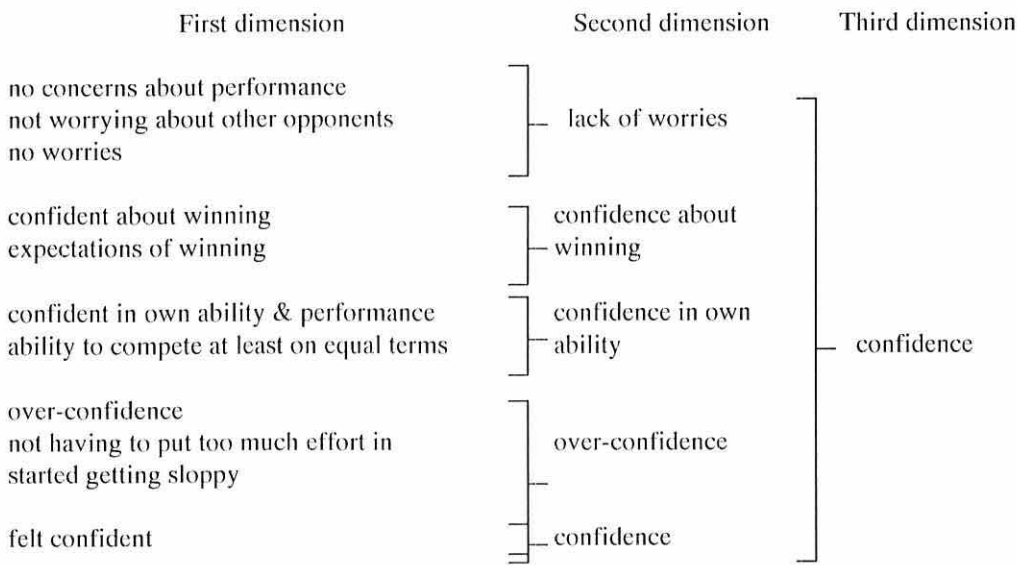 First dimension Second dimension Third dimension
no concerns about performance
not worrying about other opponents
no worries
lack of worries
confident about winning
expectations of winning
confidence about
winning
confident in own ability & performance
ability to compete at least on equal terms
confidence in own
ability
confidence
over-confidence
not having to put too much effort in
started getting sloppy
over-confidence
felt confident
confidence